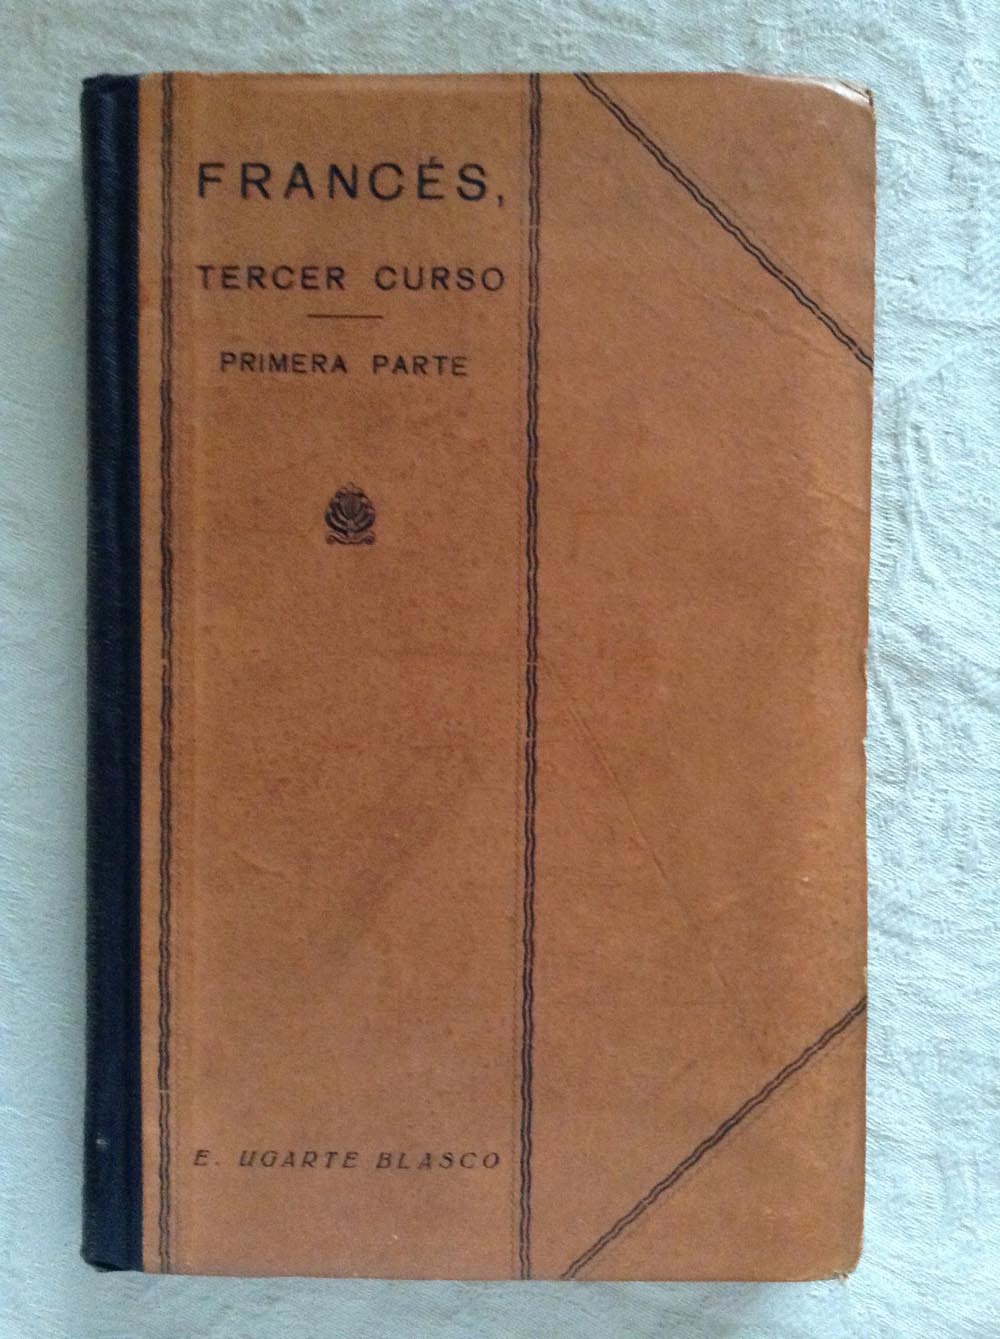 FRANCÉS,
TERCER CURSO
PRIMERA PARTE
E. UGARTE BLASCO